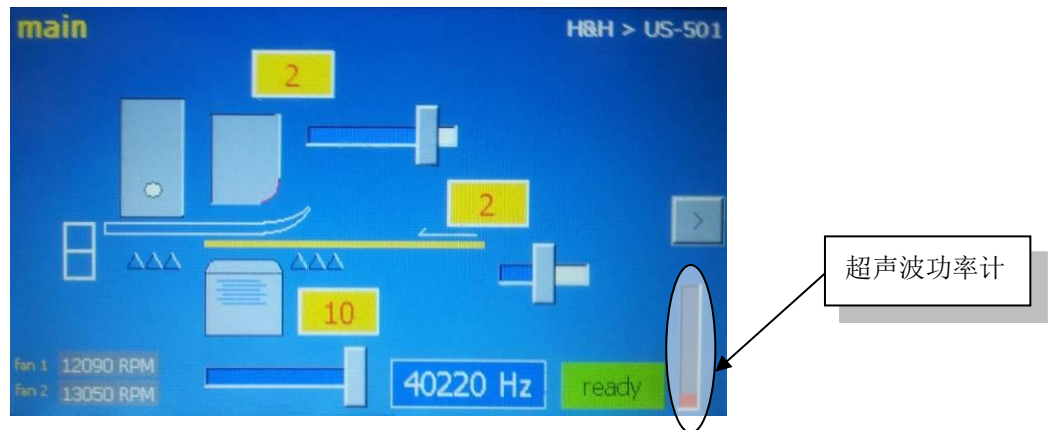 main
H&H > US-501
2
2
>
10
fan 1 12090 RPM
fan 2 13050 RPM
40220 Hz
ready
超声波功率计